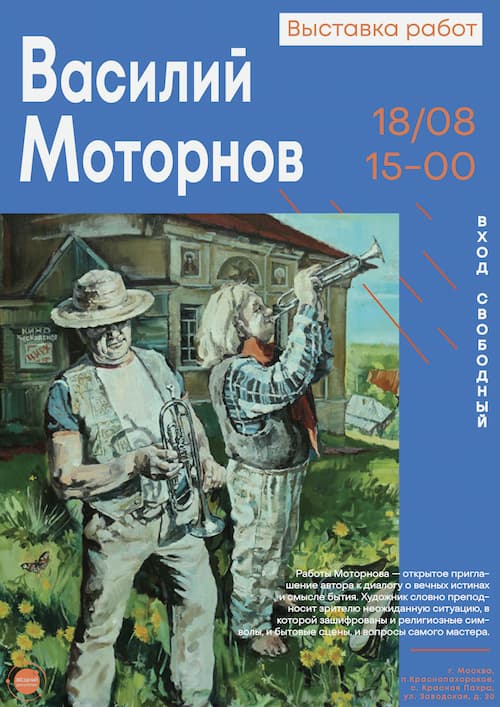 Выставка работ
Василий
Моторнов
18/08
15-00
ВХОД СВОБОДНЫЙ
КИНО
ЦИРК
Работы Моторнова — открытое пригла-
шение автора к диалогу о вечных истинах
и смысле бытия. Художник словно препод-
носит зрителю неожиданную ситуацию, в
которой зашифрованы и религиозные сим-
волы, и бытовые сцены, и вопросы самого мастера.
г. Москва,
п.Краснопахорское,
с. Красная Пахра,
ул. Заводская, д. 20